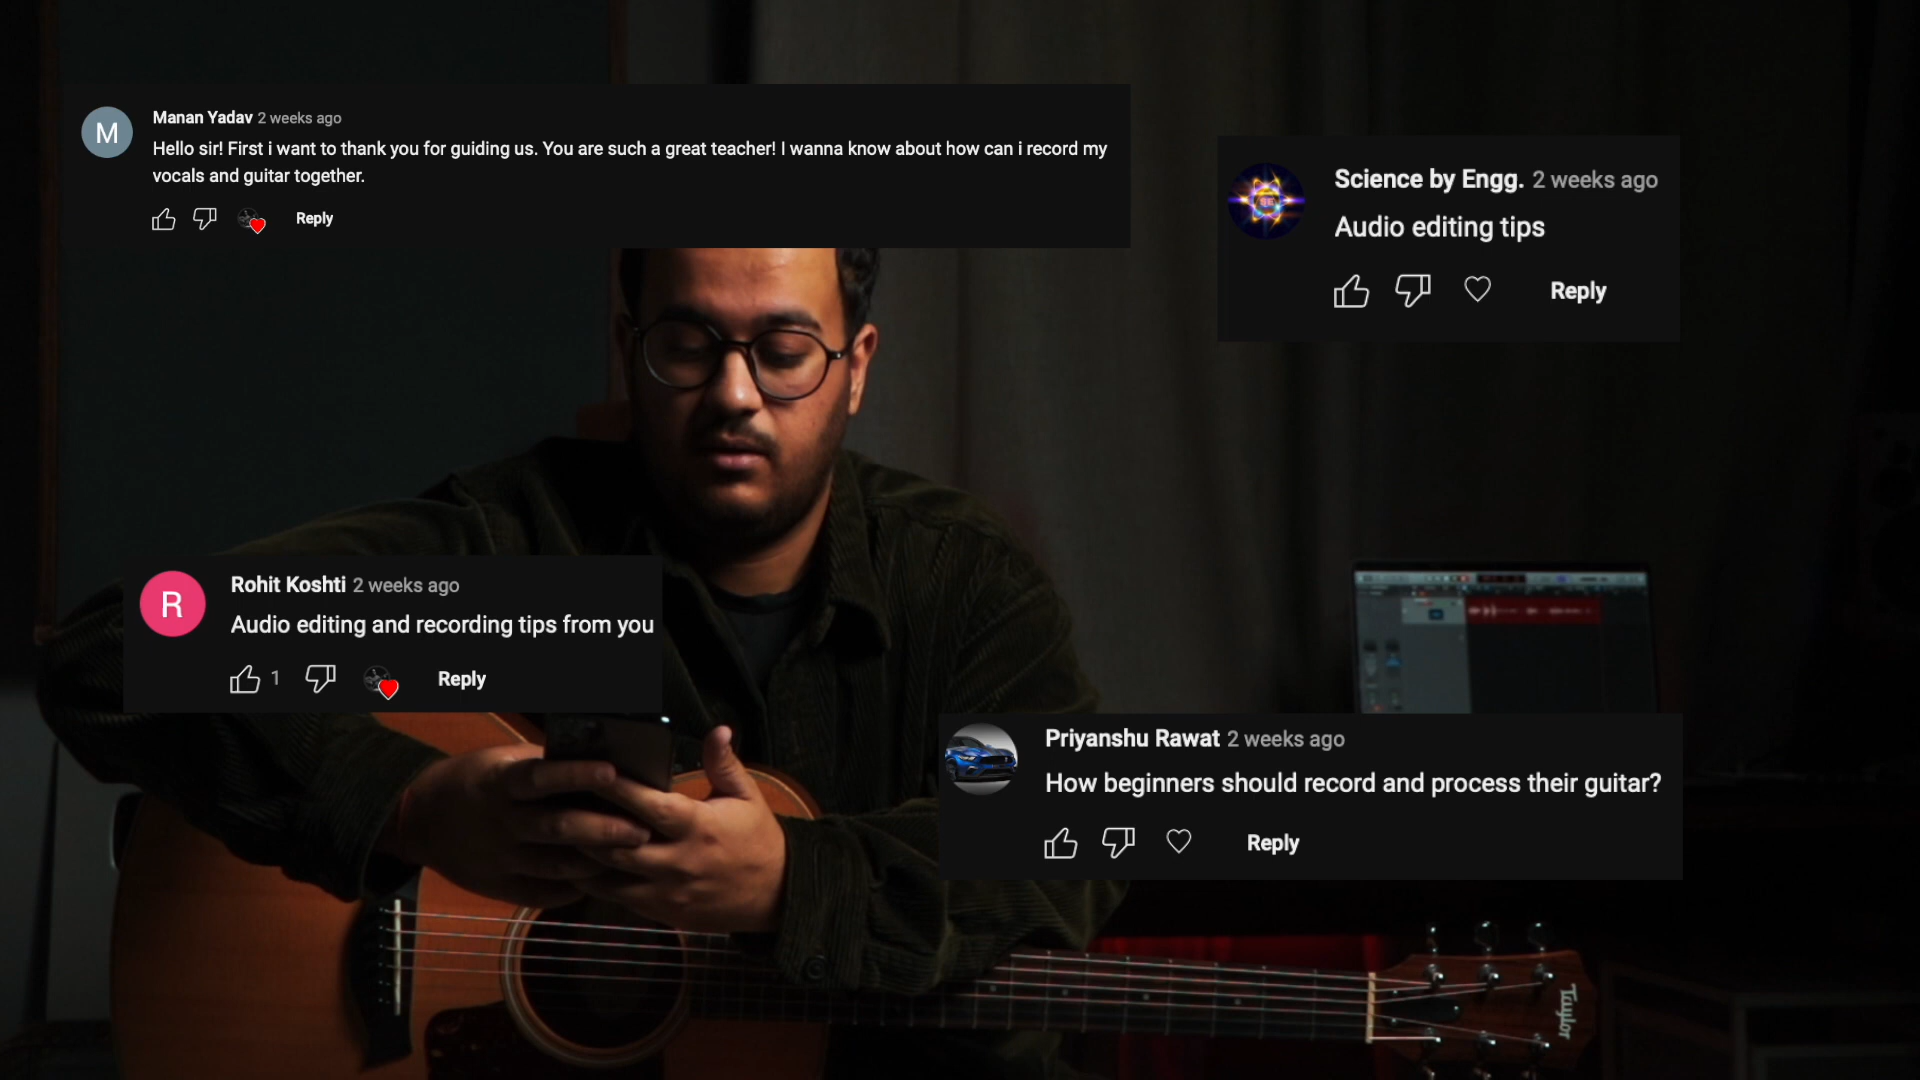 M
Manan Yadav 2 weeks ago
Hello sir! First i want to thank you for guiding us. You are such a great teacher! I wanna know about how can i record my
vocals and guitar together.
Reply
Science by Engg. 2 weeks ago
Audio editing tips
Reply
R
Rohit Koshti 2 weeks ago
Audio editing and recording tips from you
1
Reply
Priyanshu Rawat 2 weeks ago
How beginners should record and process their guitar?
Reply
Taylor